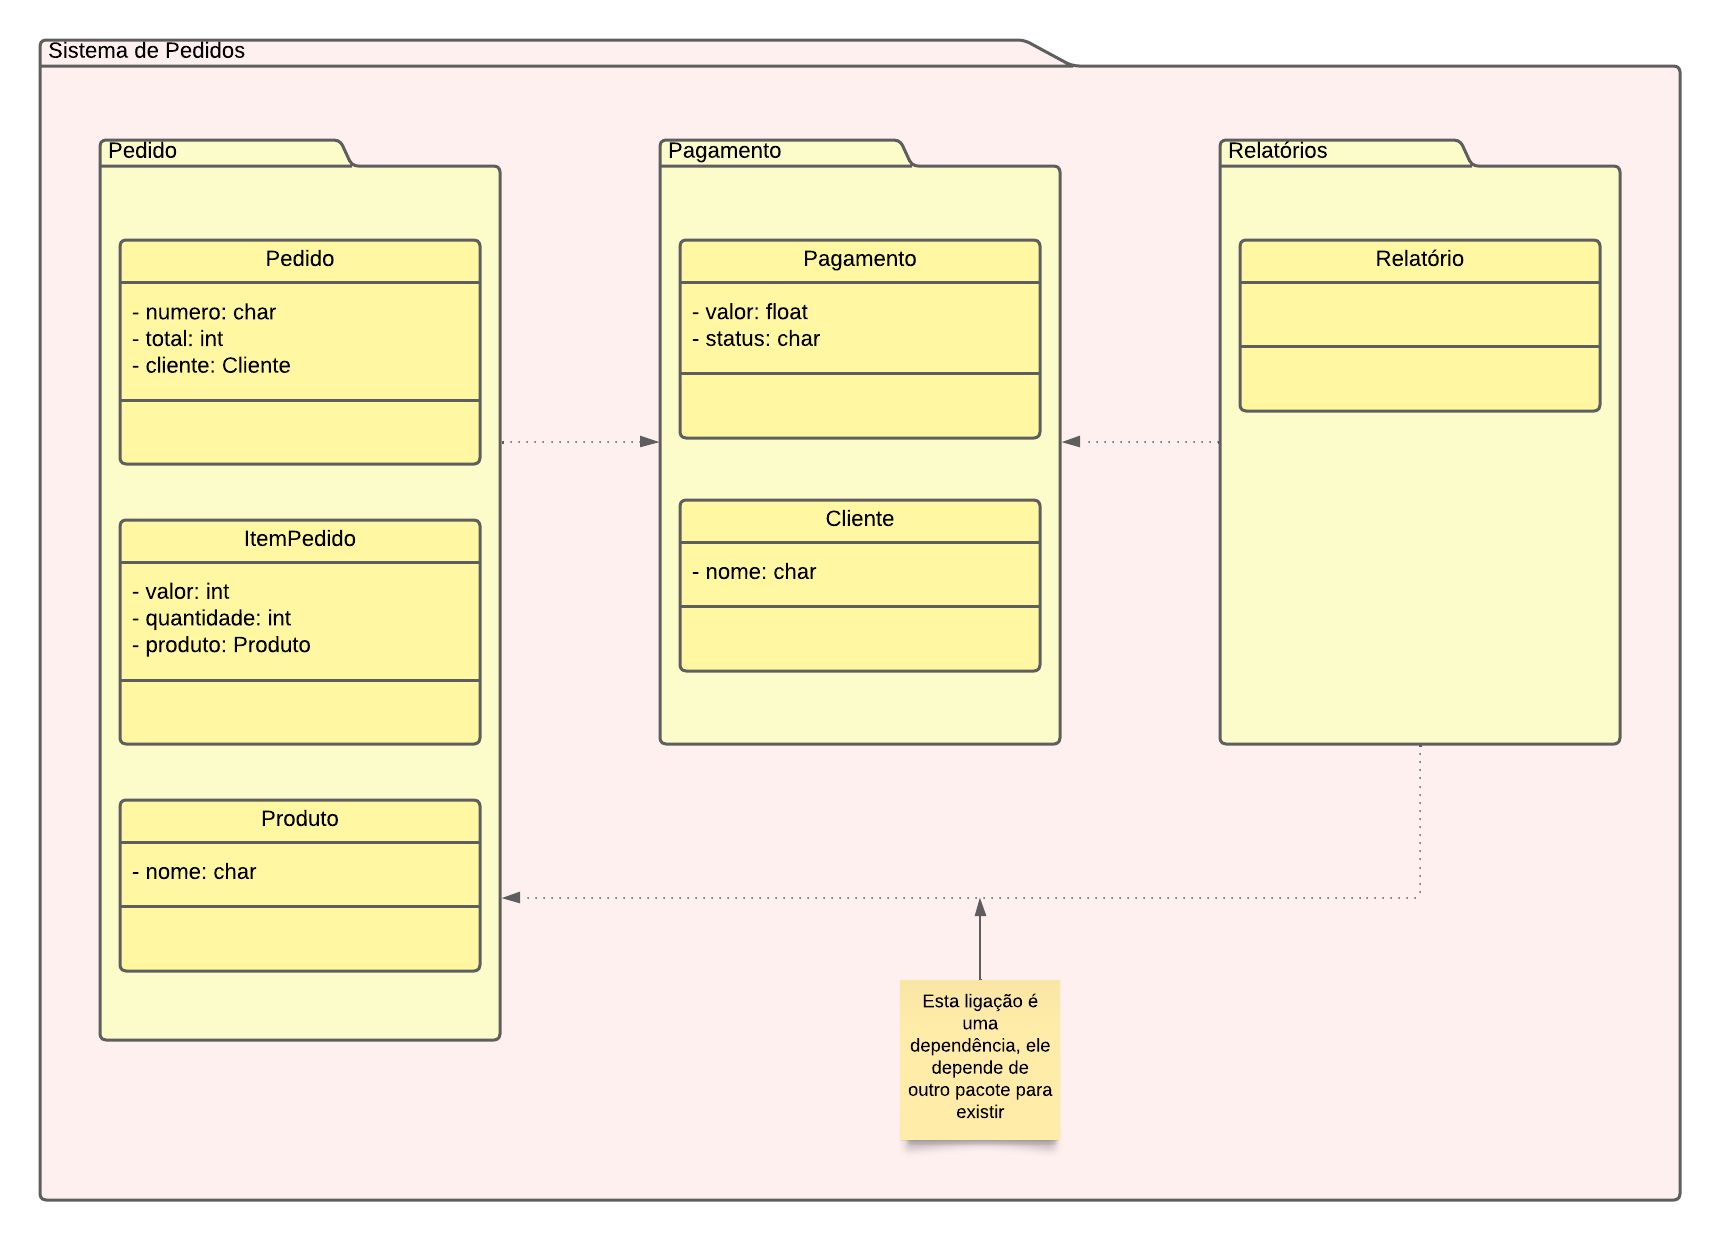 Sistema de Pedidos
Pedido
Pedido
- numero: char
- total: int
- cliente: Cliente
ItemPedido
- valor: int
- quantidade: int
- produto: Produto
Produto
- nome: char
Pagamento
Pagamento
- valor: float
- status: char
Cliente
- nome: char
Relatórios
Relatório
Esta ligação é
uma
dependência, ele
depende de
outro pacote para
existir